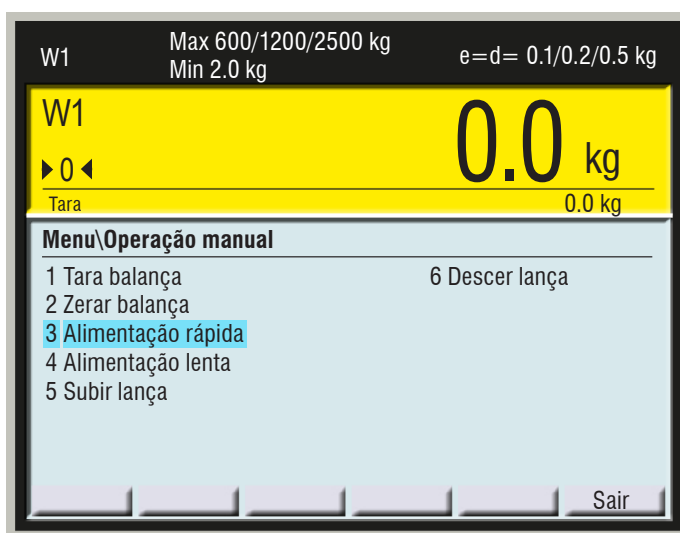 W1 Max 600/1200/2500 kg e=d= 0.1/0.2/0.5 kg
Min 2.0 kg
W1
0.0 kg
▶0◀
Tara 0.0 kg
Menu\Operação manual
1 Tara balança
2 Zerar balança
3 Alimentação rápida
4 Alimentação lenta
5 Subir lança
6 Descer lança
Sair